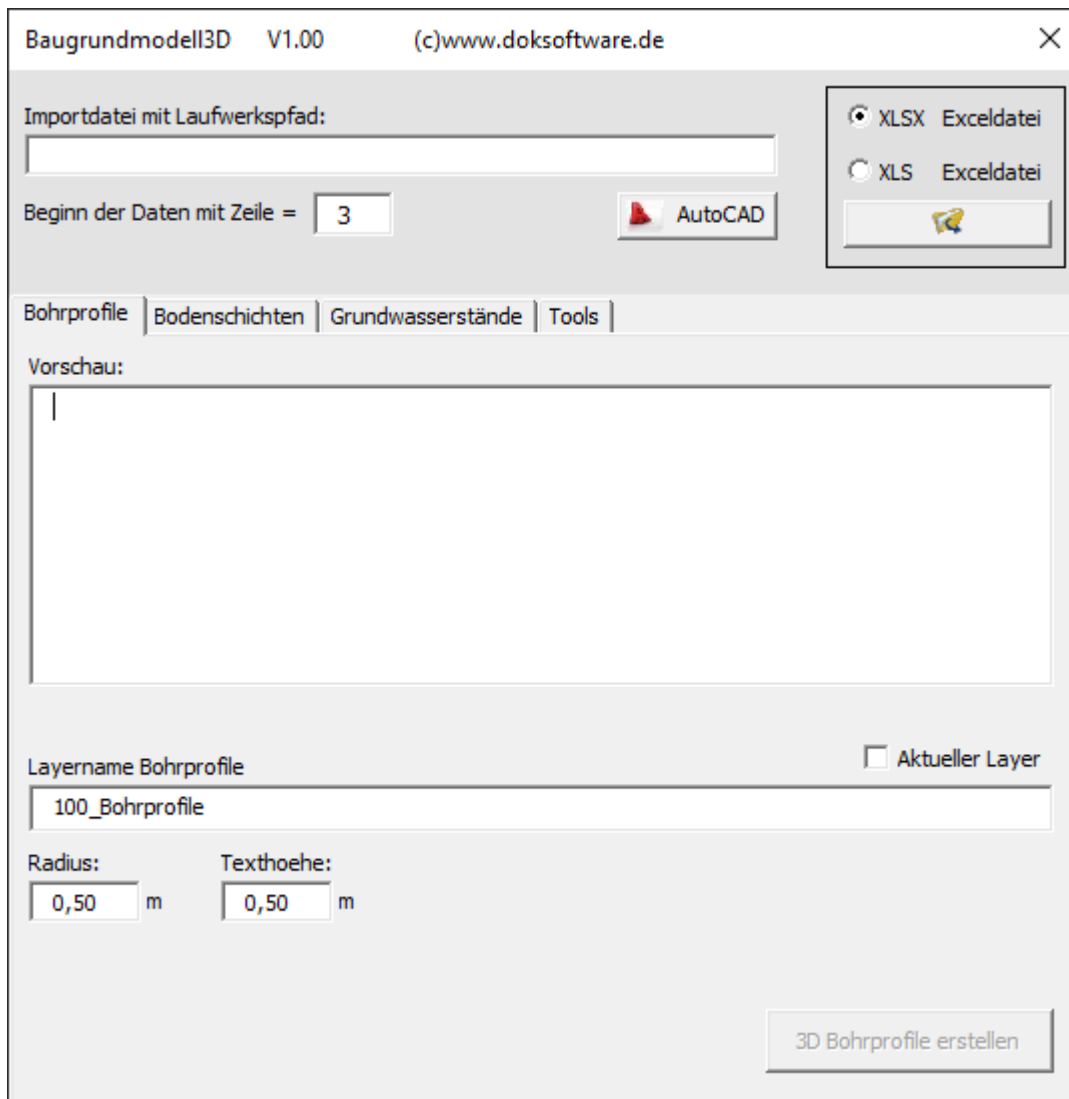 Baugrundmodell3D V1.00 (c)www.doksoftware.de
Importdatei mit Laufwerkspfad:
XLSX Exceldatei
XLS Exceldatei
Beginn der Daten mit Zeile = 3
AutoCAD
Bohrprofile Bodenschichten Grundwasserstände Tools
Vorschau:
Layername Bohrprofile
Aktueller Layer
100_Bohrprofile
Radius: Texthoehe:
0,50 m 0,50 m
3D Bohrprofile erstellen